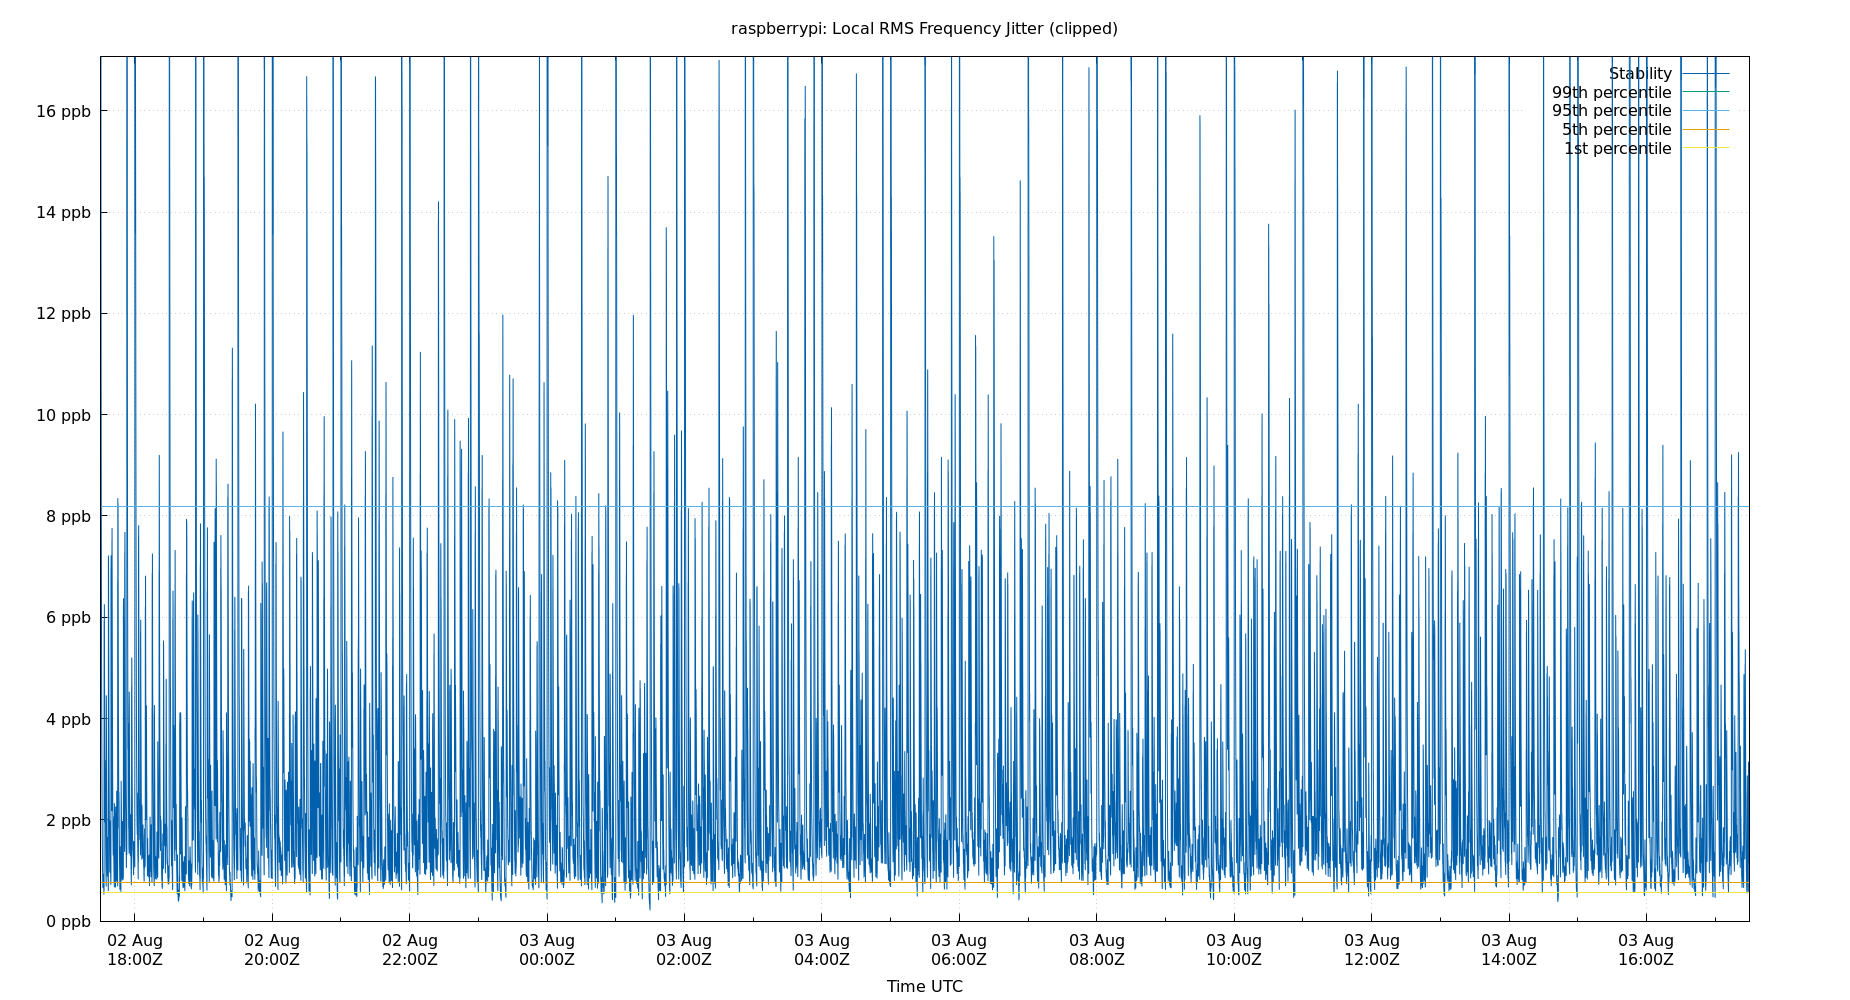 raspberrypi: Local RMS Frequency Jitter (clipped)
Stability
99th percentile
95th percentile
5th percentile
1st percentile
16 ppb
14 ppb
12 ppb
10 ppb
8 ppb
6 ppb
4 ppb
2 ppb
0 ppb
02 Aug 02 Aug 02 Aug 03 Aug 03 Aug 03 Aug 03 Aug 03 Aug 03 Aug 03 Aug 03 Aug 03 Aug
18:00Z 20:00Z 22:00Z 00:00Z 02:00Z 04:00Z 06:00Z 08:00Z 10:00Z 12:00Z 14:00Z 16:00Z
Time UTC